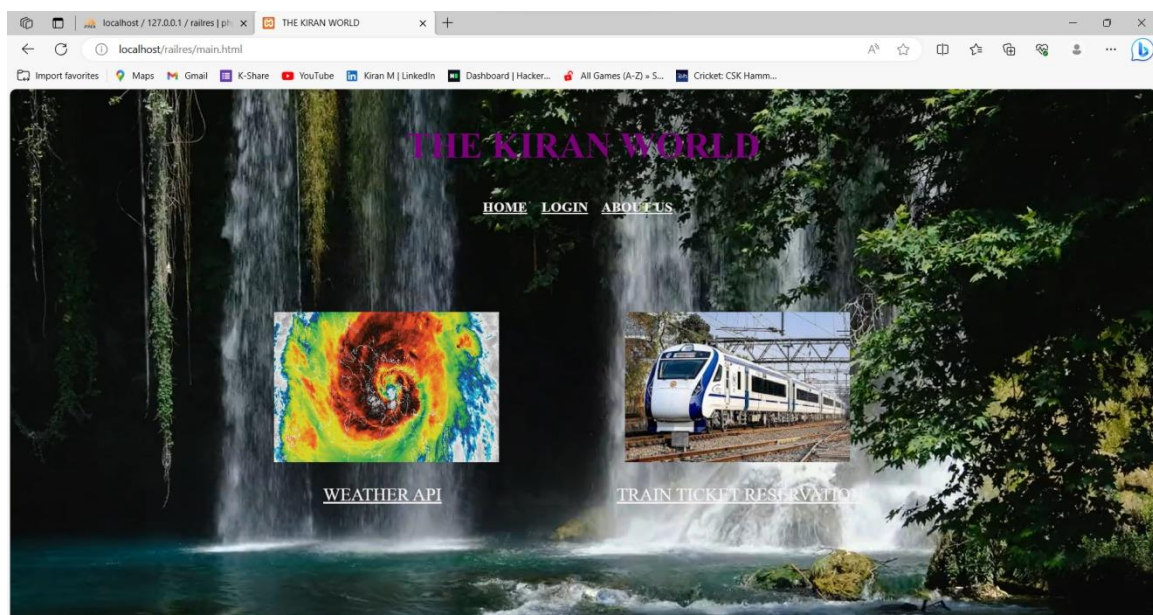 localhost / 127.0.0.1 / railres | ph
THE KIRAN WORLD
localhost/railres/main.html
Import favorites
Maps
Gmail
K-Share
YouTube
Kiran M | LinkedIn
Dashboard | Hacker...
All Games (A-Z) » S...
Cricket: CSK Hamm...
THE KIRAN WORLD
HOME LOGIN ABOUT US
WEATHER API
TRAIN TICKET RESERVATION